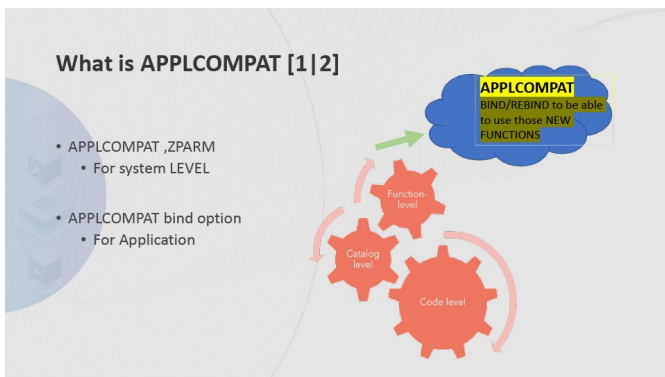 What is APPLCOMPAT [1|2]
APPLCOMPAT
BIND/REBIND to be able
to use those NEW
FUNCTIONS
• APPLCOMPAT ,ZPARM
• For system LEVEL
• APPLCOMPAT bind option
• For Application
Function-
level
Catalog
level
Code level